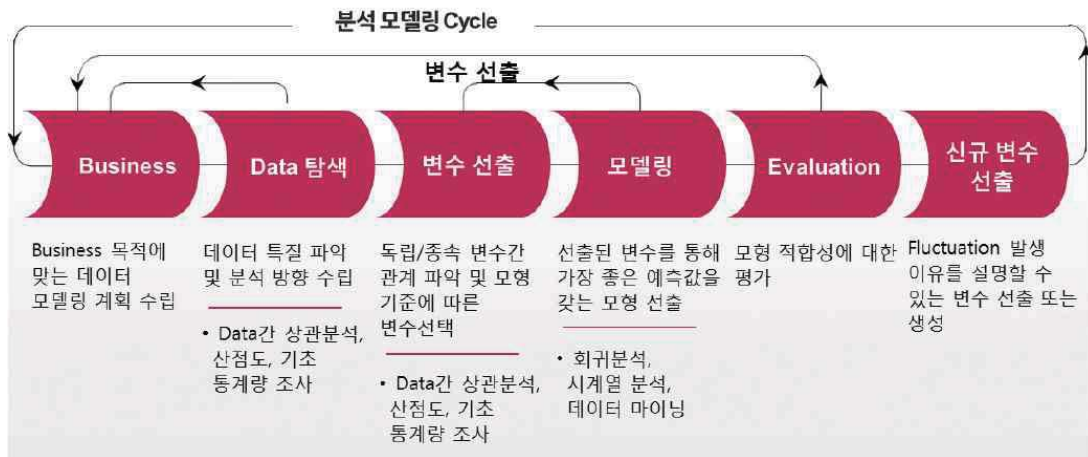 분석 모델링 Cycle
변수 선출
Business
Data 탐색
변수 선출
모델링
Evaluation
신규 변수
선출
Business 목적에
맞는 데이터
모델링 계획 수립
데이터 특질 파악
및 분석 방향 수립
• Data간 상관분석,
산점도, 기초
통계량 조사
독립/종속 변수간
관계 파악 및 모형
기준에 따른
변수선택
• Data간 상관분석,
산점도, 기초
통계량 조사
선출된 변수를 통해
가장 좋은 예측값을
갖는 모형 선출
• 회귀분석,
시계열 분석,
데이터 마이닝
모형 적합성에 대한
평가
Fluctuation 발생
이유를 설명할 수
있는 변수 선출 또는
생성